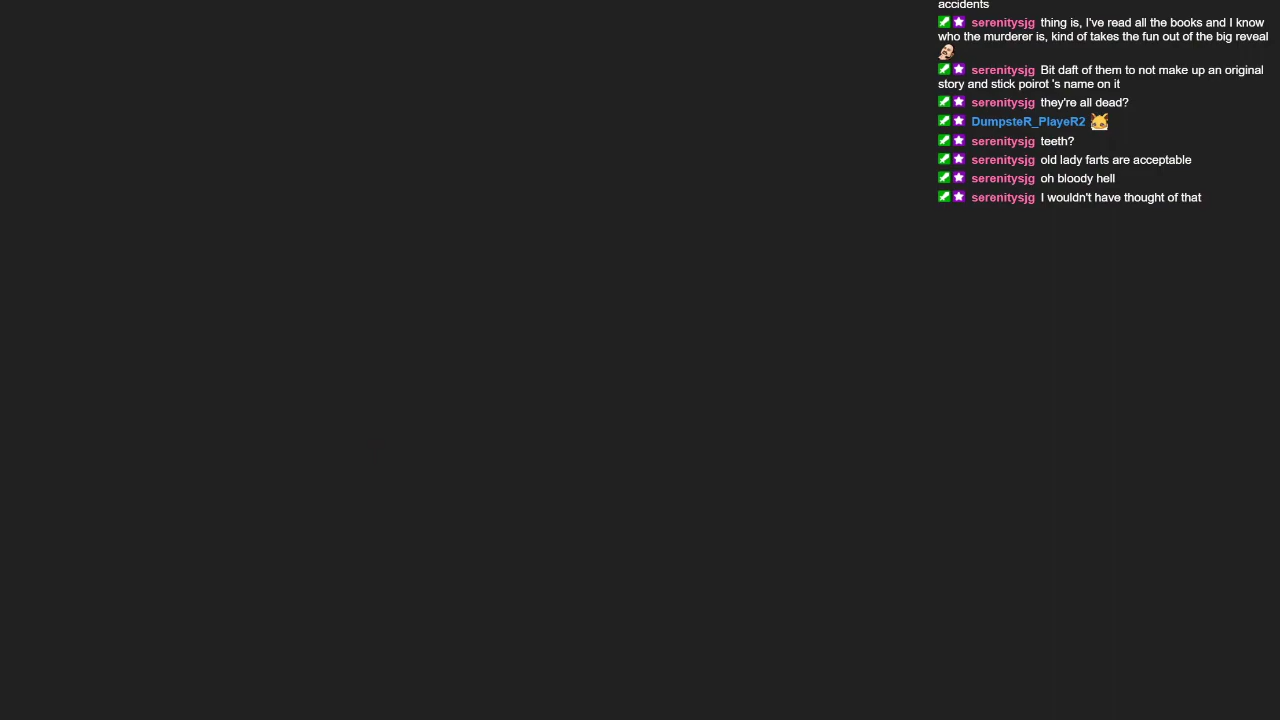 accidents
serenitysjg thing is, I've read all the books and I know
who the murderer is, kind of takes the fun out of the big reveal
serenitysjg Bit daft of them to not make up an original
story and stick poirot 's name on it
serenitysjg they're all dead?
DumpsteR_PlayeR2
serenitysjg teeth?
serenitysjg old lady farts are acceptable
serenitysjg oh bloody hell
serenitysjg I wouldn't have thought of that